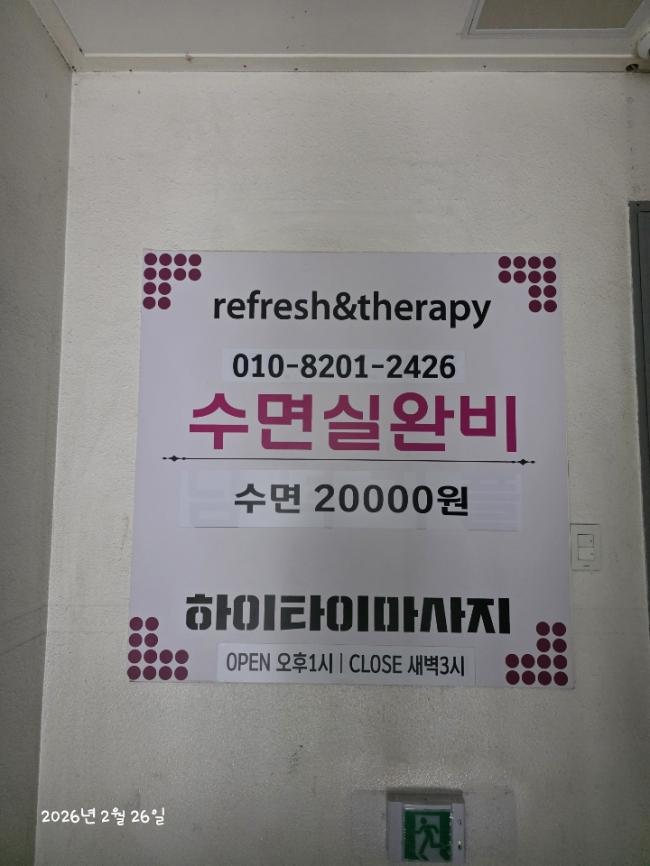 refresh&therapy
010-8201-2426
수면실완비
수면 20000원
하이타이마사지
OPEN 오후1시 | CLOSE 새벽3시
2026년 2월 26일